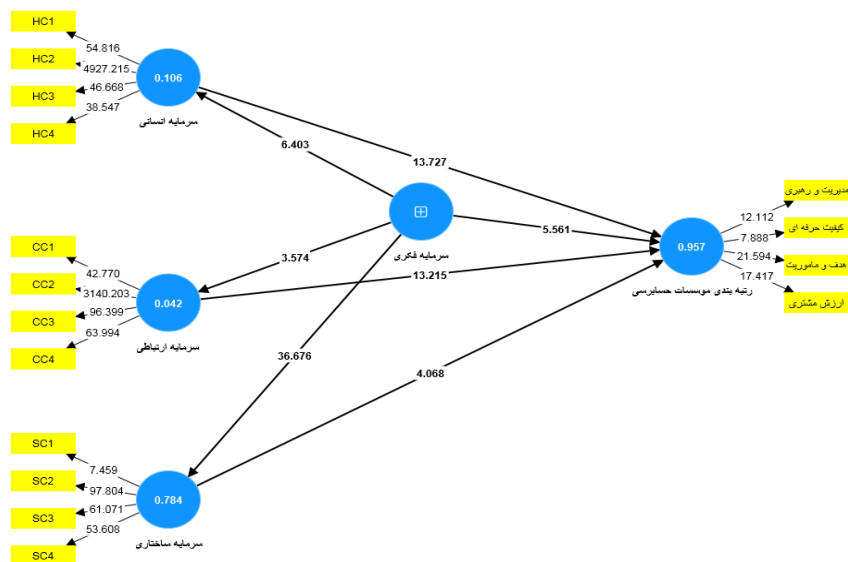 HC1
HC2
HC3
HC4
54.816
4927.215
46.668
38.547
0.106
سرمایه انسانی
6.403
13.727
سرمایه فکری
5.561
CC1
CC2
CC3
CC4
42.770
3140.203
96.399
63.994
0.042
سرمایه ارتباطی
3.574
13.215
SC1
SC2
SC3
SC4
7.459
97.804
61.071
53.608
0.784
سرمایه ساختاری
36.676
4.068
0.957
رتبه بندی موسسات حسابرسی
12.112
7.888
21.594
17.417
مدیریت و رهبری
کیفیت حرفه ای
هدف و ماموریت
ارزش مشتری